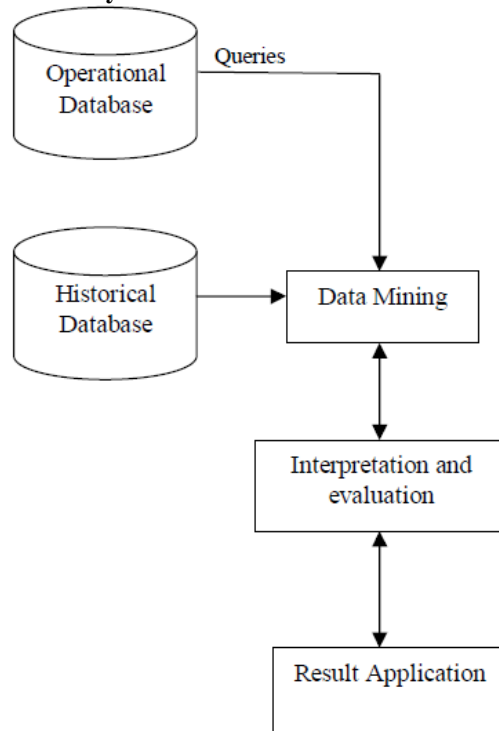 Operational
Database
Queries
Historical
Database
Data Mining
Interpretation and
evaluation
Result Application